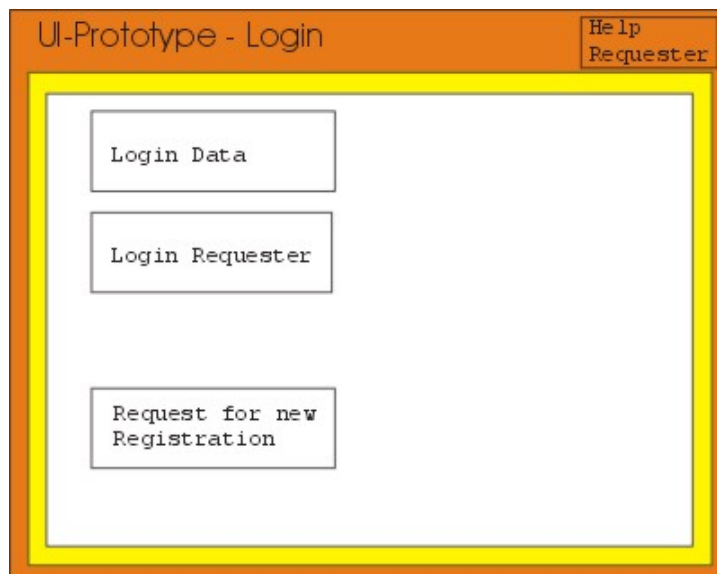 UI-Prototype - Login
Help
Requester
Login Data
Login Requester
Request for new
Registration